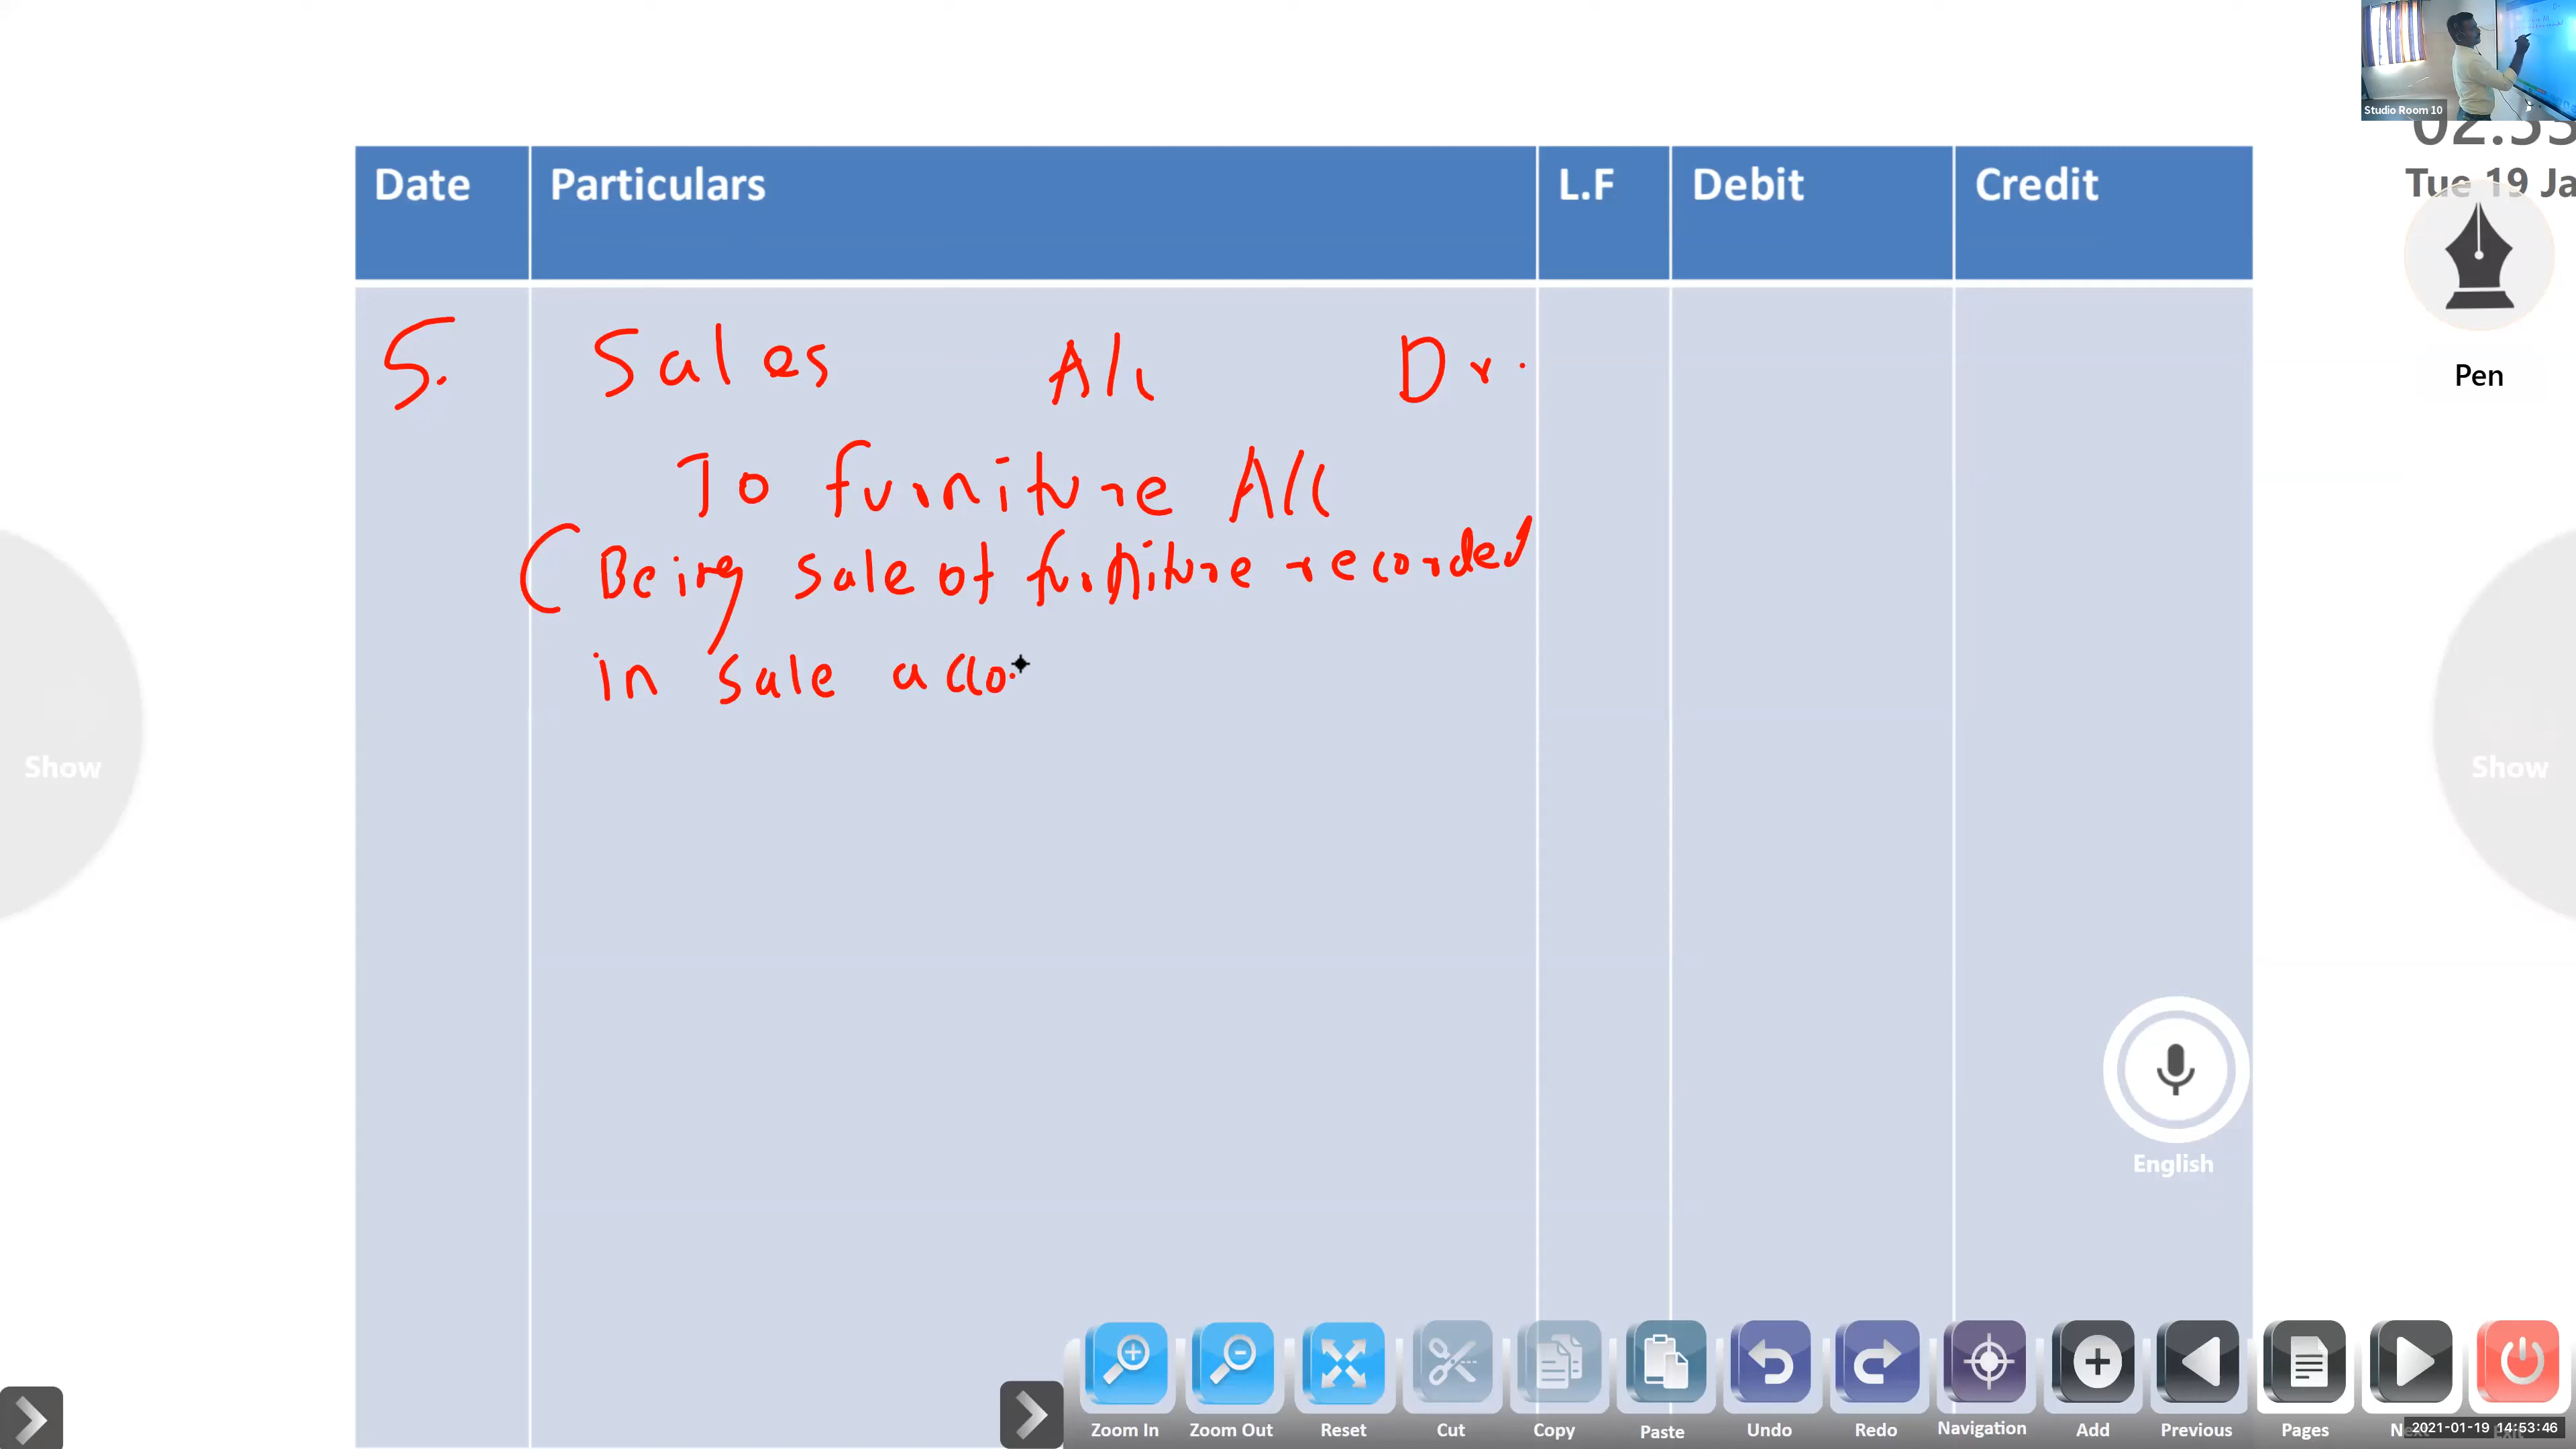 Studio Room 10
Tue 19 Ja
Date Particulars L.F Debit Credit
5. Sales A/c Dr.
To furniture A/c
(Being sale of furniture recorded
in sale acco
Pen
Show
Show
English
Zoom In Zoom Out Reset Cut Copy Paste Undo Redo Navigation Add Previous Pages
2021-01-19 14:53:46